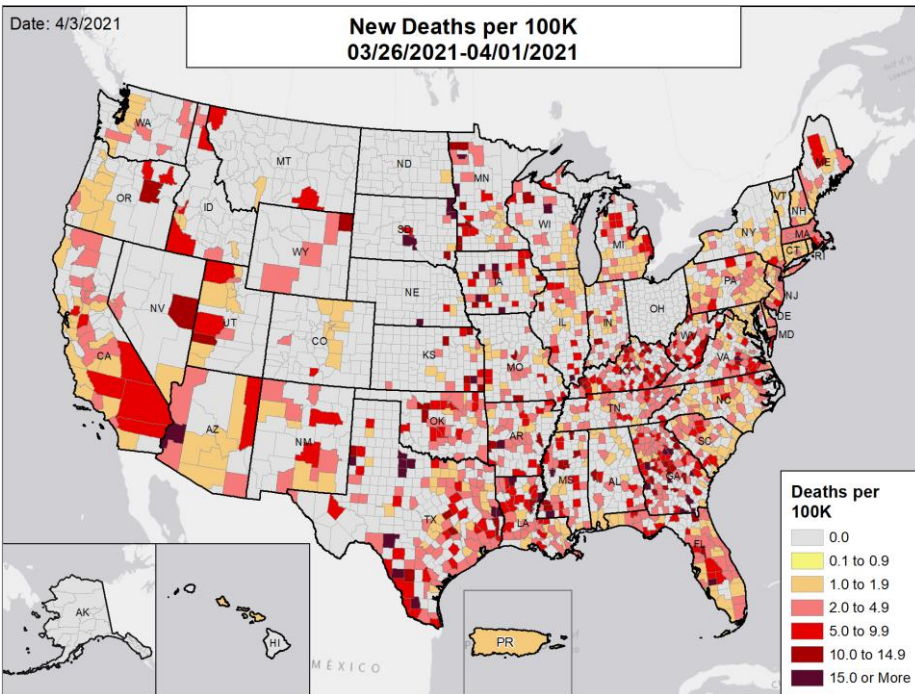 Date: 4/3/2021
New Deaths per 100K
03/26/2021-04/01/2021
WA
MT
ND
MN
ME
OR
ID
SD
WI
MI
VT
NH
NY
MA
CT
RI
WY
IA
NE
PA
NJ
NV
UT
CO
IL
IN
OH
DE
MD
WV
VA
CA
KS
MO
KY
AZ
NM
OK
AR
TN
NC
SC
MS
AL
GA
TX
LA
FL
AK
HI
PR
MÉXICO
Deaths per
100K
0.0
0.1 to 0.9
1.0 to 1.9
2.0 to 4.9
5.0 to 9.9
10.0 to 14.9
15.0 or More